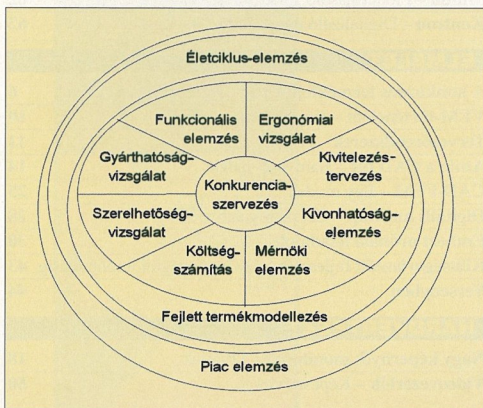 Életciklus-elemzés
Funkcionális
elemzés
Ergonómiai
vizsgálat
Gyárthatóság-
vizsgálat
Kivitelezés-
tervezés
Konkurencia-
szervezés
Szerelhetőség-
vizsgálat
Kivonhatóság-
elemzés
Költség-
számítás
Mérnöki
elemzés
Fejlett termékmodellezés
Piac elemzés